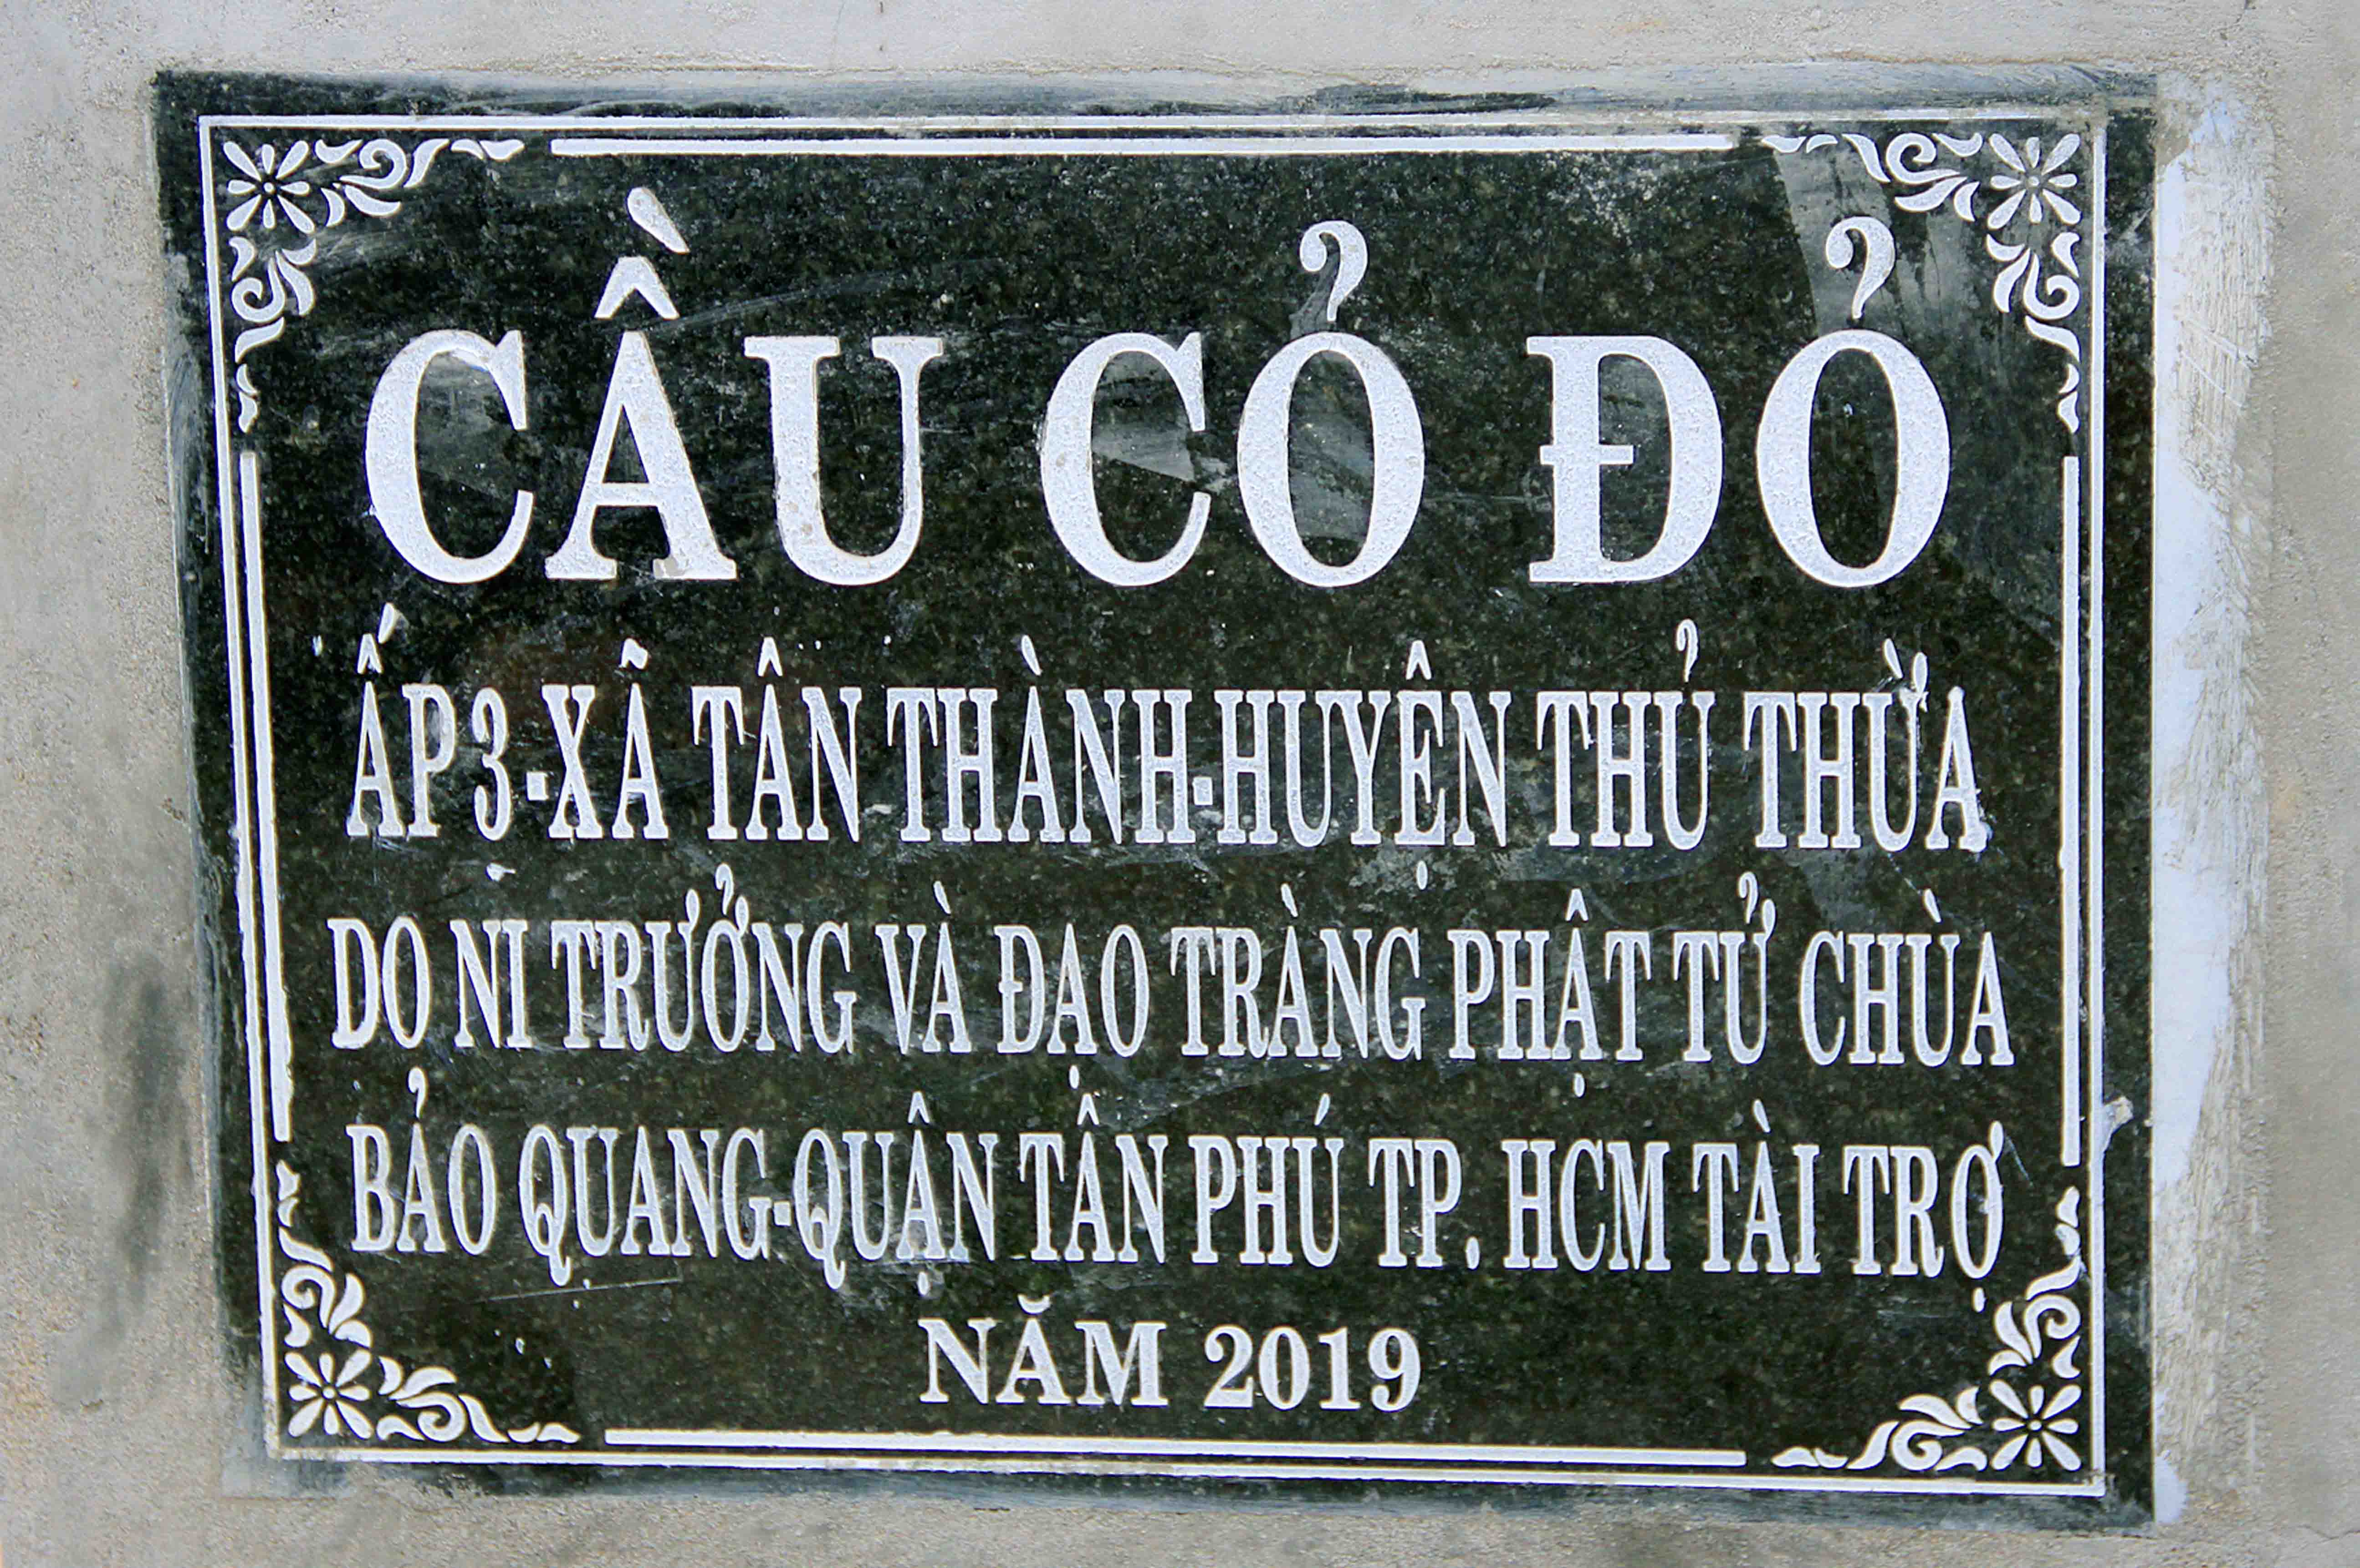 CẦU CỎ ĐỎ
ẤP 3-XÃ TÂN THÀNH-HUYỆN THỦ THỪA
DO NI TRƯỞNG VÀ ĐẠO TRÀNG PHẬT TỬ CHÙA
BẢO QUANG-QUẬN TÂN PHÚ TP. HCM TÀI TRỢ
NĂM 2019